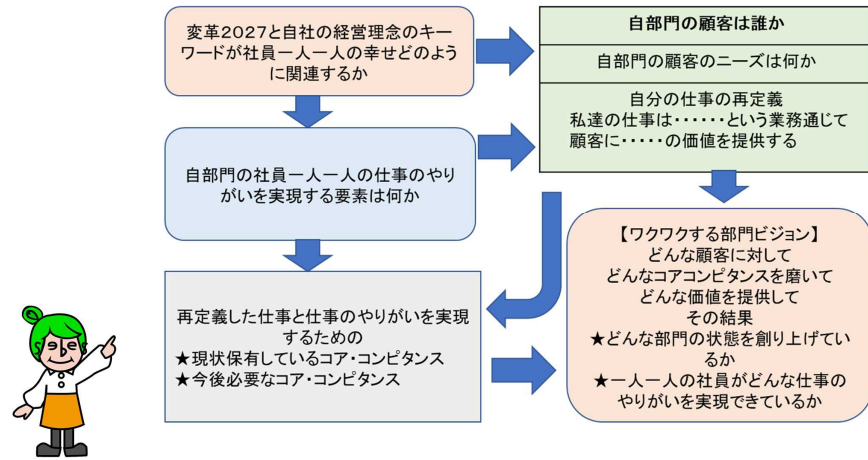 変革2027と自社の経営理念のキー
ワードが社員一人一人の幸せどのよう
に関連するか
自部門の顧客は誰か
自部門の顧客のニーズは何か
自分の仕事の再定義
私達の仕事は・・・・・・という業務通じて
顧客に・・・・・の価値を提供する
自部門の社員一人一人の仕事のやり
がいを実現する要素は何か
再定義した仕事と仕事のやりがいを実現
するための
★現状保有しているコア・コンピタンス
★今後必要なコア・コンピタンス
【ワクワクする部門ビジョン】
どんな顧客に対して
どんなコアコンピタンスを磨いて
どんな価値を提供して
その結果
★どんな部門の状態を創り上げてい
るか
★一人一人の社員がどんな仕事の
やりがいを実現できているか